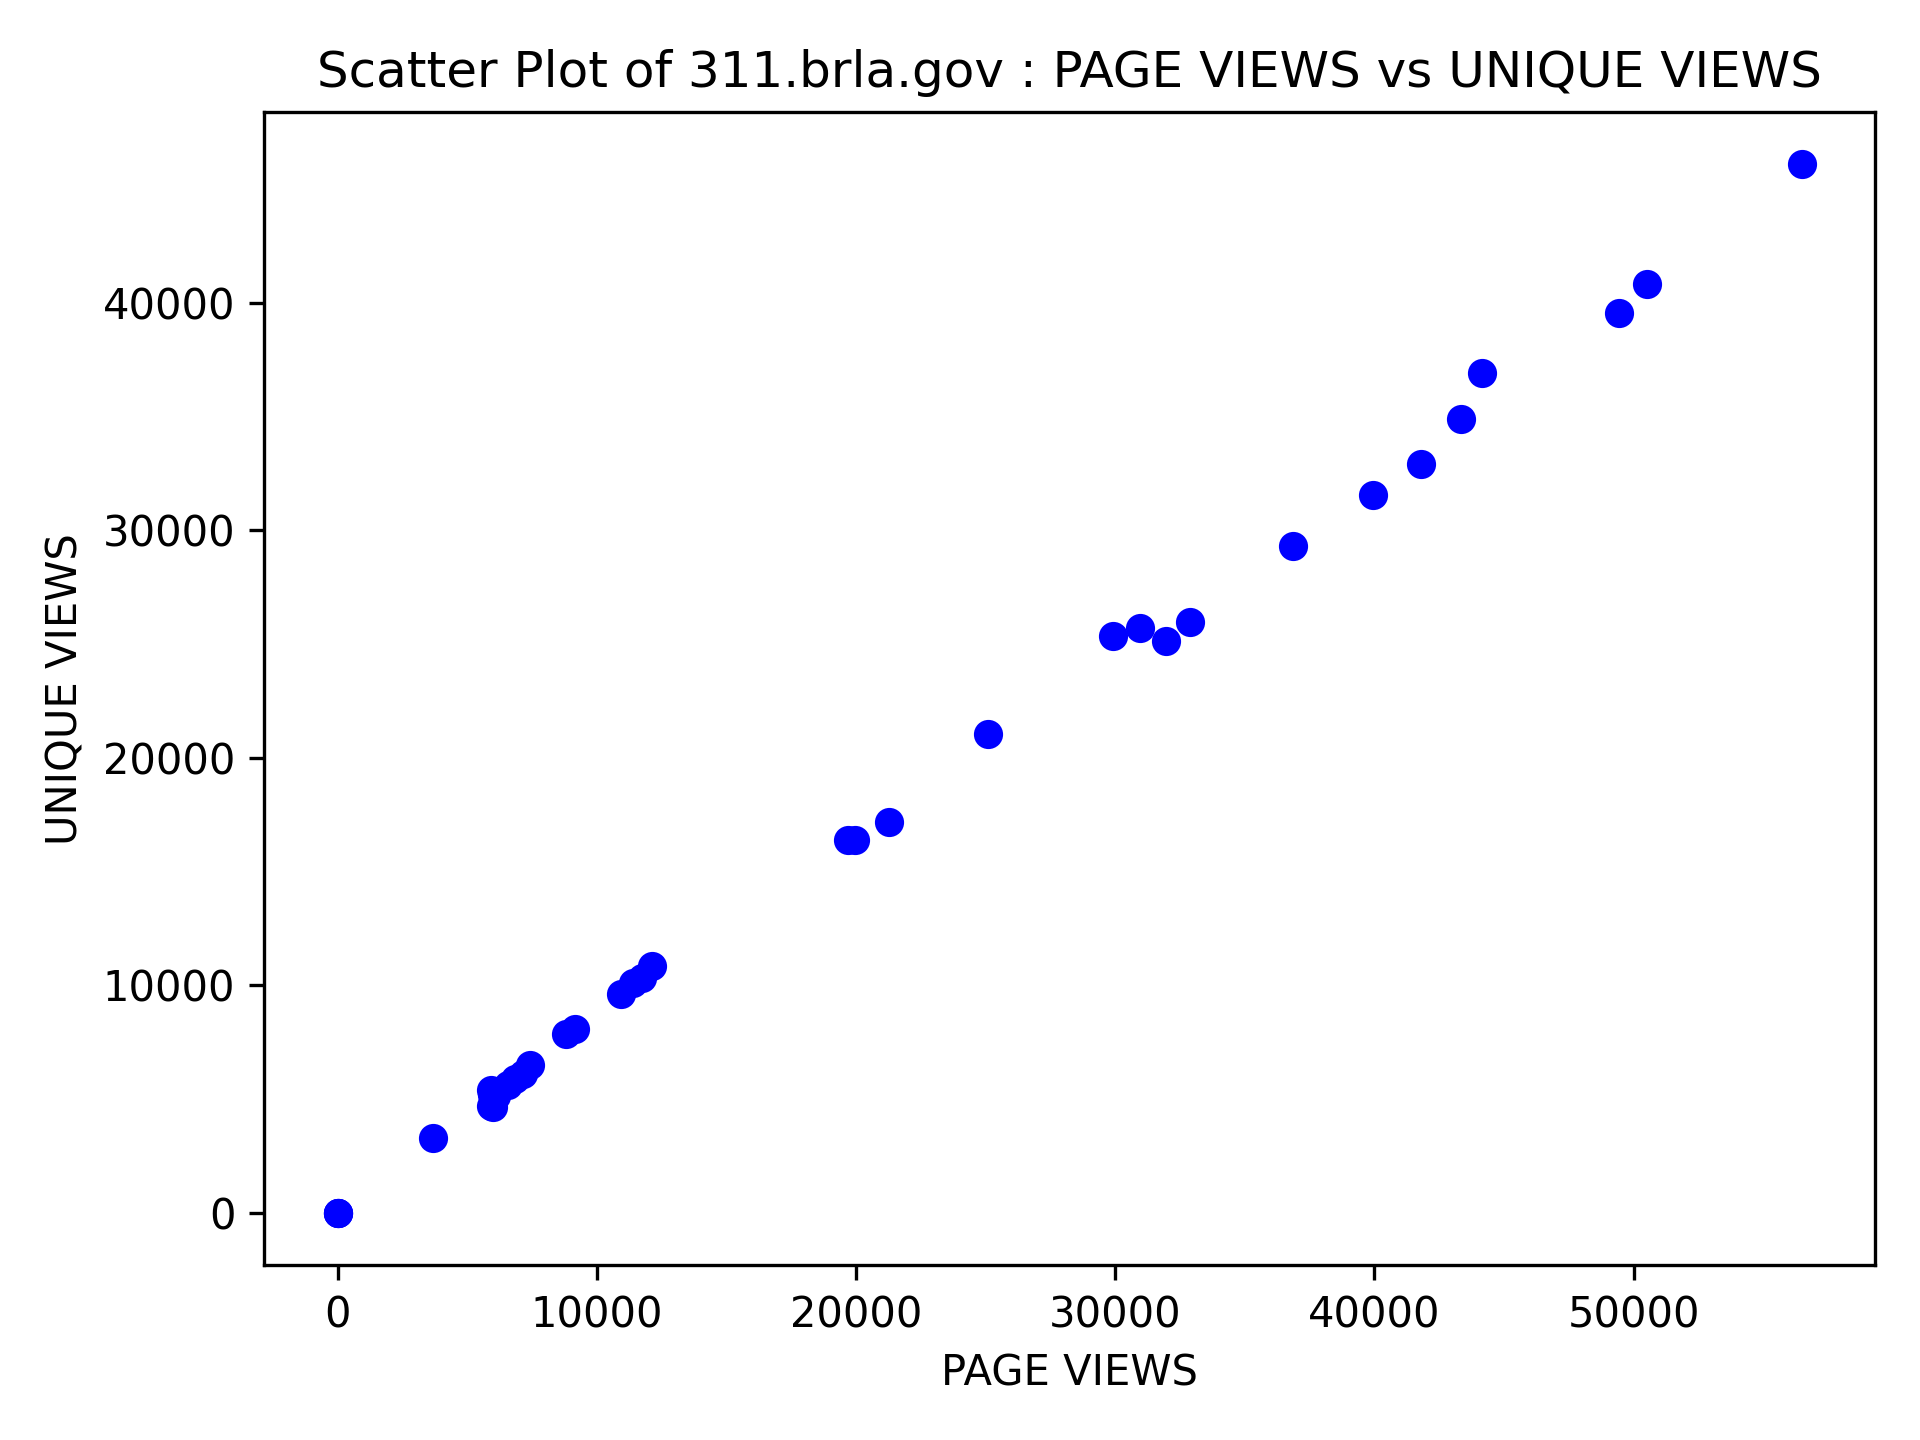 Scatter Plot of 311.brla.gov : PAGE VIEWS vs UNIQUE VIEWS
UNIQUE VIEWS
40000
30000
20000
10000
0
0 10000 20000 30000 40000 50000
PAGE VIEWS